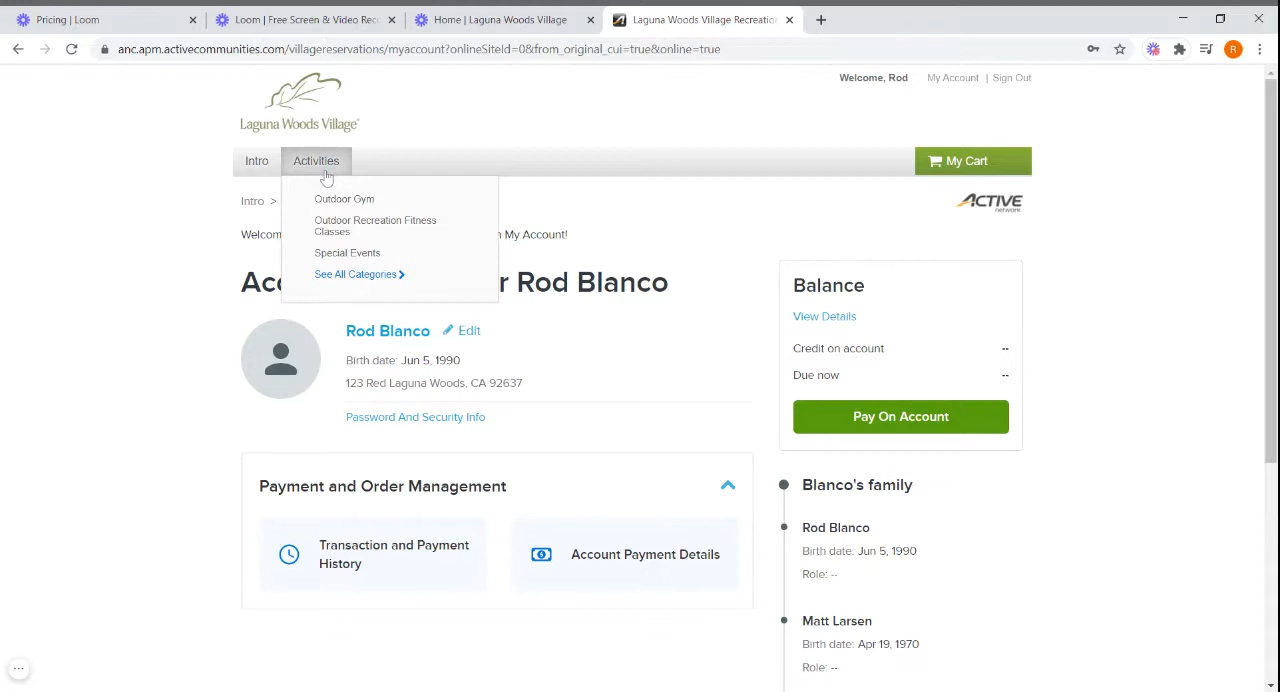 Pricing | Loom
Loom | Free Screen & Video Rec
Home | Laguna Woods Village
Laguna Woods Village Recreation
anc.apm.activecommunities.com/villagereservations/myaccount?onlineSiteId=0&from_original_cui=true&online=true
R
Welcome, Rod My Account | Sign Out
Laguna Woods Village
Intro Activities My Cart
Outdoor Gym
Outdoor Recreation Fitness
Classes
Special Events
See All Categories
Intro >
ACTIVE
network
Welcom n My Account!
Acc r Rod Blanco
Rod Blanco Edit
Birth date: Jun 5, 1990
123 Red Laguna Woods, CA 92637
Password And Security Info
Balance
View Details
Credit on account --
Due now --
Pay On Account
Payment and Order Management
Transaction and Payment
History
Account Payment Details
Blanco's family
Rod Blanco
Birth date: Jun 5, 1990
Role: --
Matt Larsen
Birth date: Apr 19, 1970
Role: --